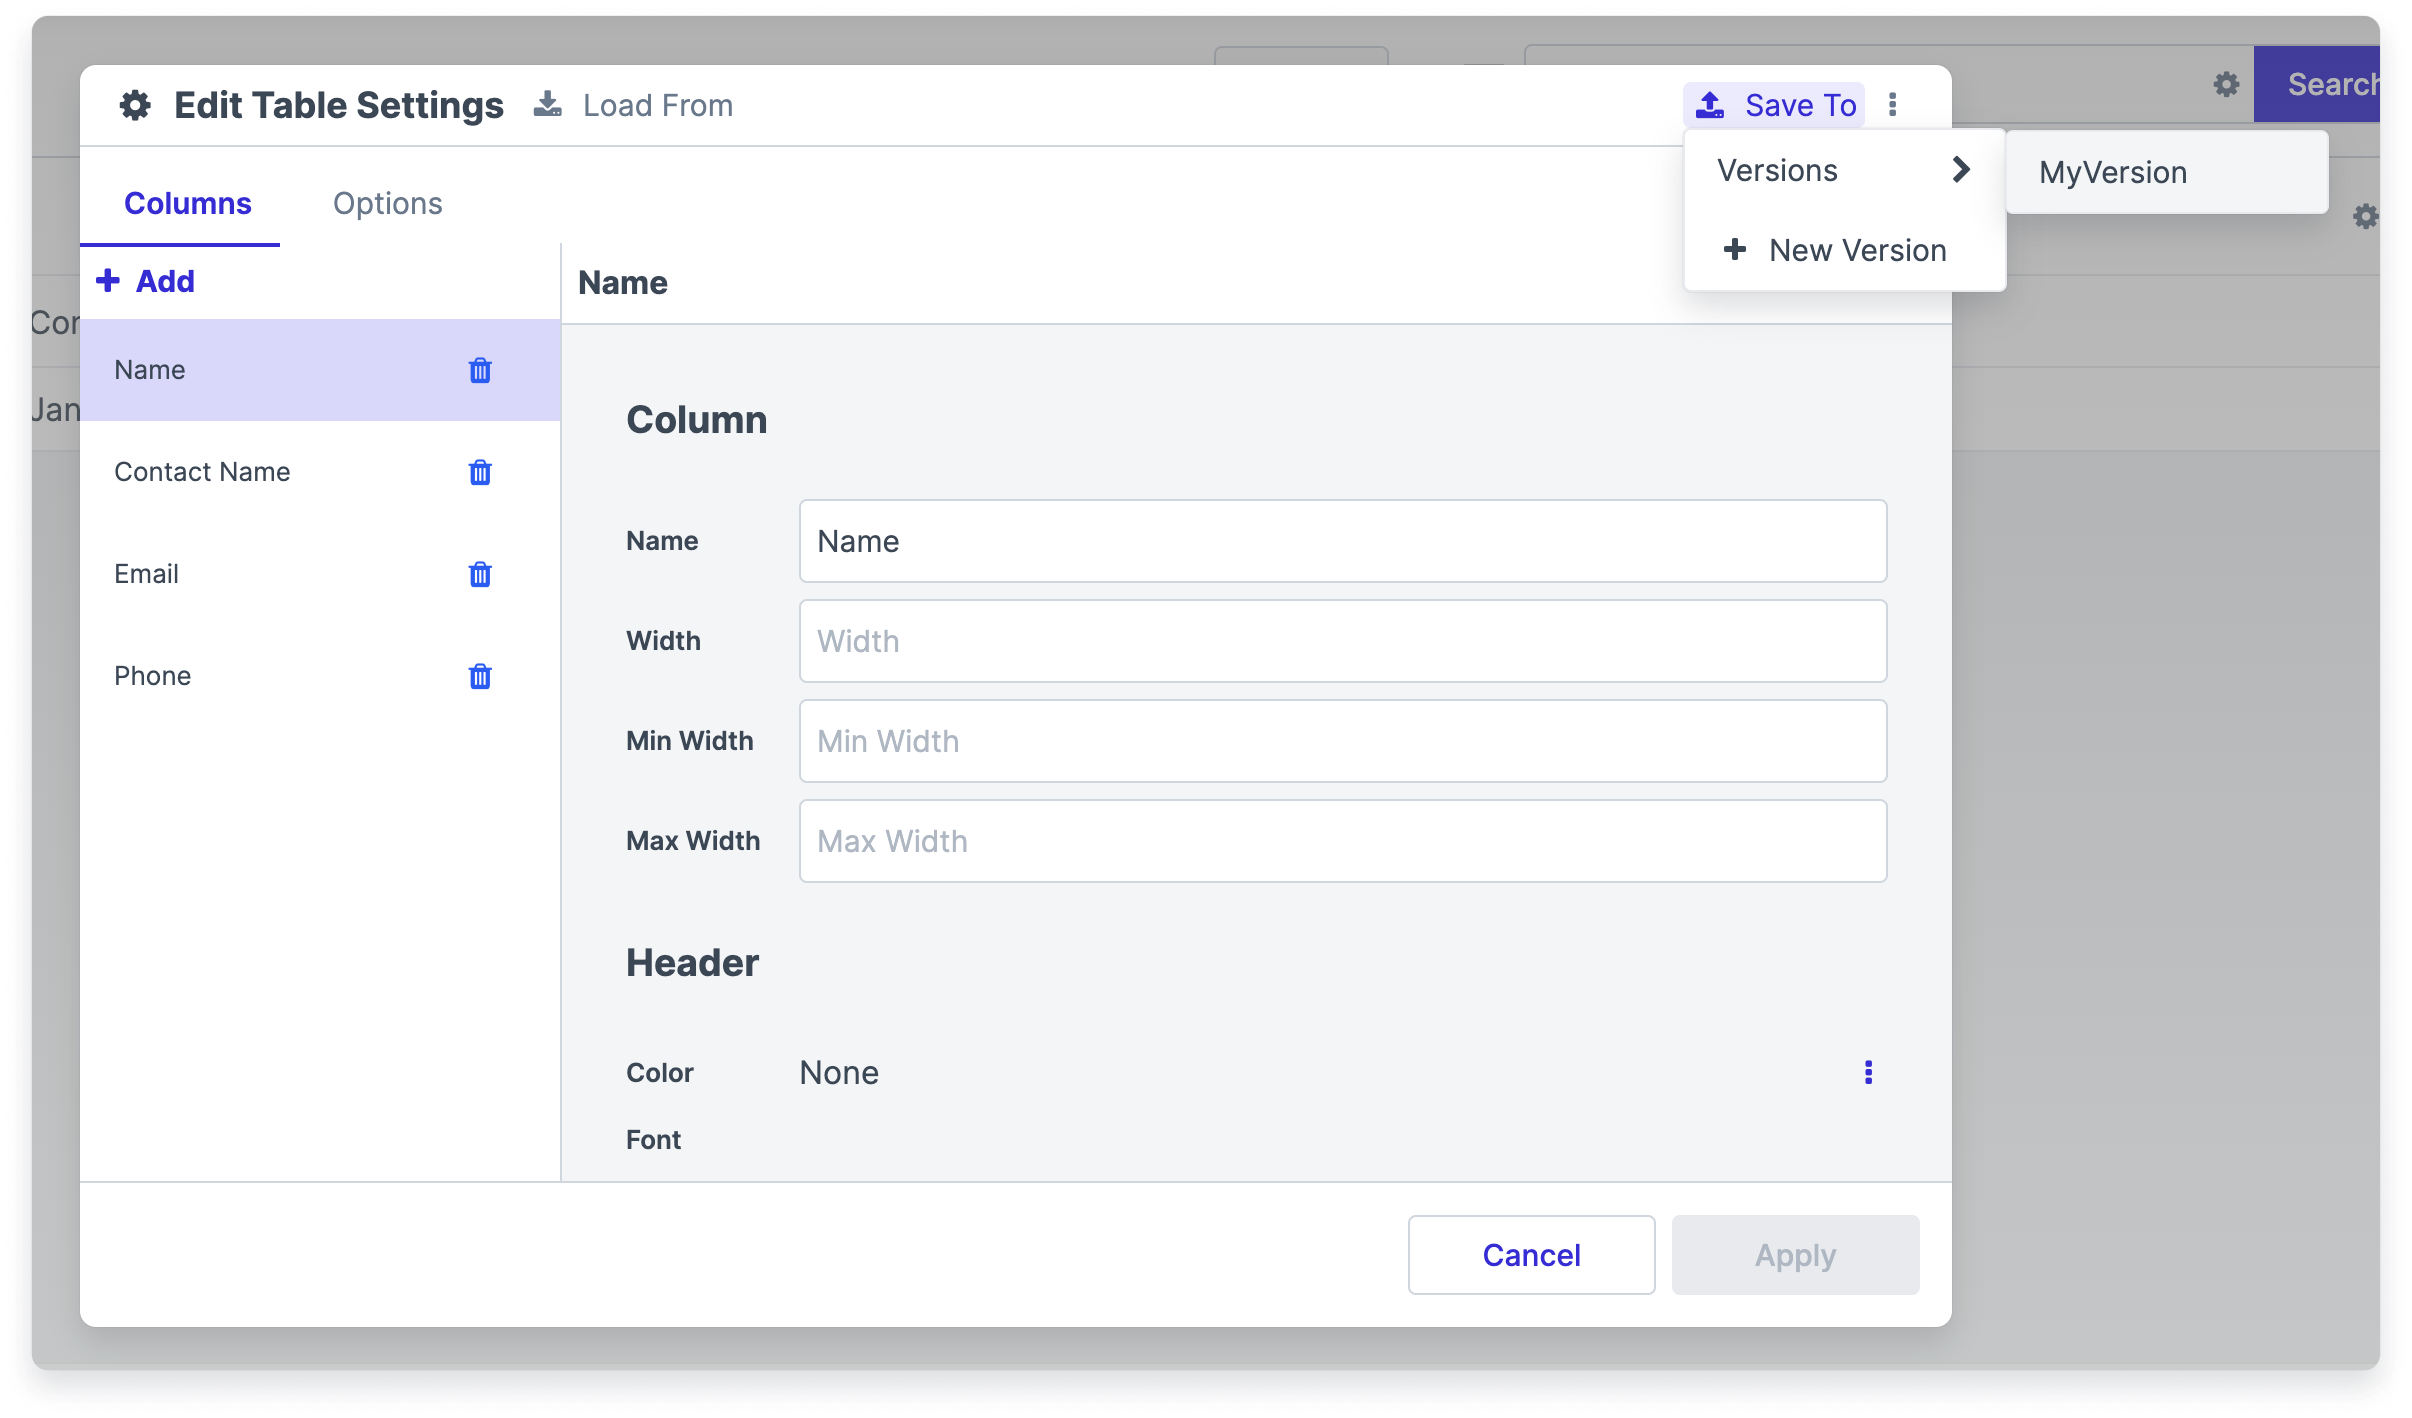 Edit Table Settings
Load From
Save To
Search
Versions
MyVersion
New Version
Columns
Options
Add
Name
Name
Contact Name
Email
Phone
Column
Name
Name
Width
Width
Min Width
Min Width
Max Width
Max Width
Header
Color
None
Font
Cancel
Apply